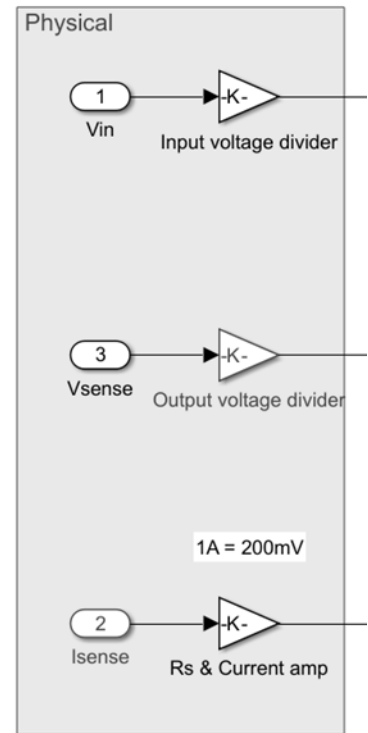 Physical
1
-K-
Vin
Input voltage divider
3
-K-
Vsense
Output voltage divider
1A = 200mV
2
-K-
Isense
Rs & Current amp